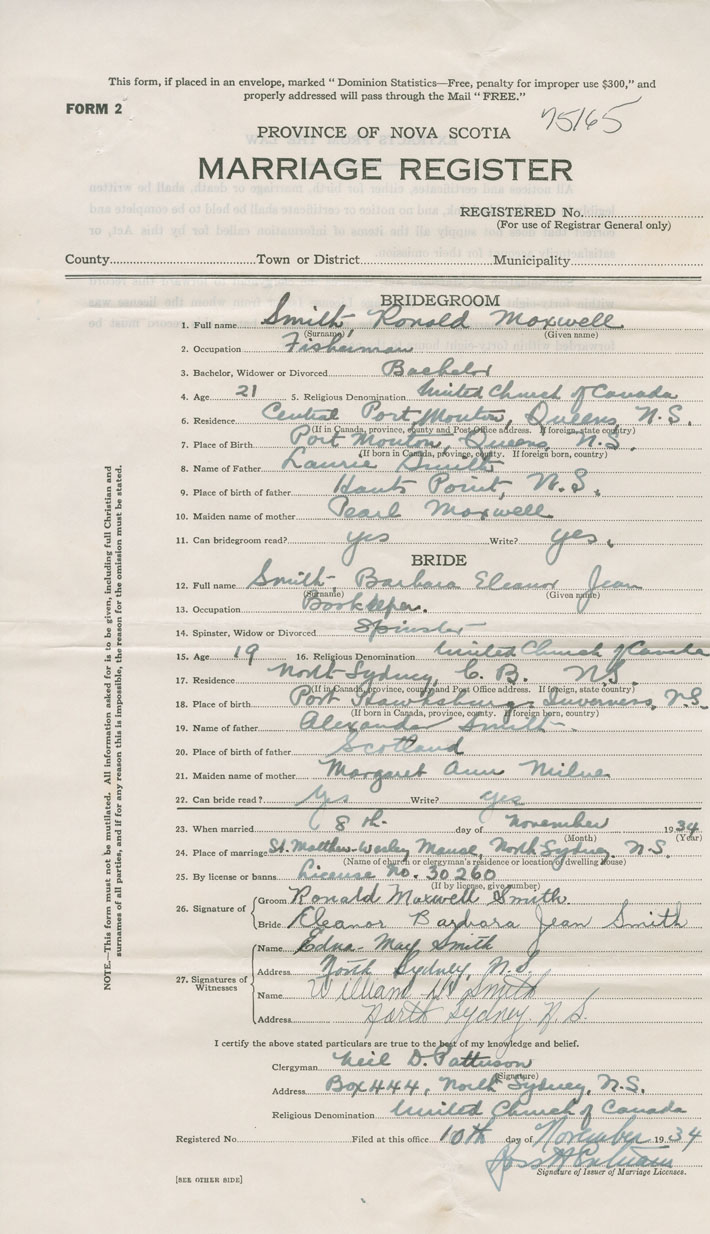 This form, if placed in an envelope, marked “ Dominion Statistics—Free, penalty for improper use $300,” and
properly addressed will pass through the Mail “ FREE.”
FORM 2
75165
PROVINCE OF NOVA SCOTIA
MARRIAGE REGISTER
REGISTERED No.
(For use of Registrar General only)
County Town or District Municipality
BRIDEGROOM
1. Full name Smith, Ronald Maxwell
(Surname) (Given name)
2. Occupation Fisherman
3. Bachelor, Widower or Divorced Bachelor
4. Age 21 5. Religious Denomination United Church of Canada
6. Residence Central Port Mouton, Queens, N.S.
(If in Canada, province, county and Post Office address. If foreign, state country)
7. Place of Birth Port Mouton, Queens, N.S.
(If born in Canada, province, county. If foreign born, country)
8. Name of Father Laurie Smith
9. Place of birth of father Hants Point, N.S.
10. Maiden name of mother Pearl Maxwell
11. Can bridegroom read? yes Write? yes.
BRIDE
12. Full name Smith- Barbara Eleanor Jean
(Surname) (Given name)
13. Occupation Bookkeeper.
14. Spinster, Widow or Divorced Spinster
15. Age 19 16. Religious Denomination United Church of Canada
17. Residence North Sydney, C.B. N.S.
(If in Canada, province, county and Post Office address. If foreign, state country)
18. Place of birth Port Hawksbury, Inverness, N.S.
(If born in Canada, province, county. If foreign born, country)
19. Name of father Alexander Smith
20. Place of birth of father Scotland
21. Maiden name of mother Margaret Ann Milne
22. Can bride read? Yes Write? yes
23. When married 8th day of November 1934
(Month) (Year)
24. Place of marriage St. Matthew-Wesley Manse, North Sydney, N.S.
(Name of church or clergyman's residence or location of dwelling house)
25. By license or banns License No. 30260
(If by license, give number)
26. Signature of
Groom Ronald Maxwell Smith.
Bride Eleanor Barbara Jean Smith
27. Signatures of Witnesses
Name Edna May Smith
Address North Sydney, N.S.
Name William H Smith
Address North Sydney. N.S.
I certify the above stated particulars are true to the best of my knowledge and belief.
Clergyman Neil D. Patterson
(Signature)
Address Box 444, North Sydney, N.S.
Religious Denomination United Church of Canada
Registered No. Filed at this office 10th day of November 1934
Signature of Issuer of Marriage Licenses.
[SEE OTHER SIDE]
NOTE.—This form must not be mutilated. All information asked for is to be given, including full Christian and
surnames of all parties, and if for any reason this is impossible, the reason for the omission must be stated.